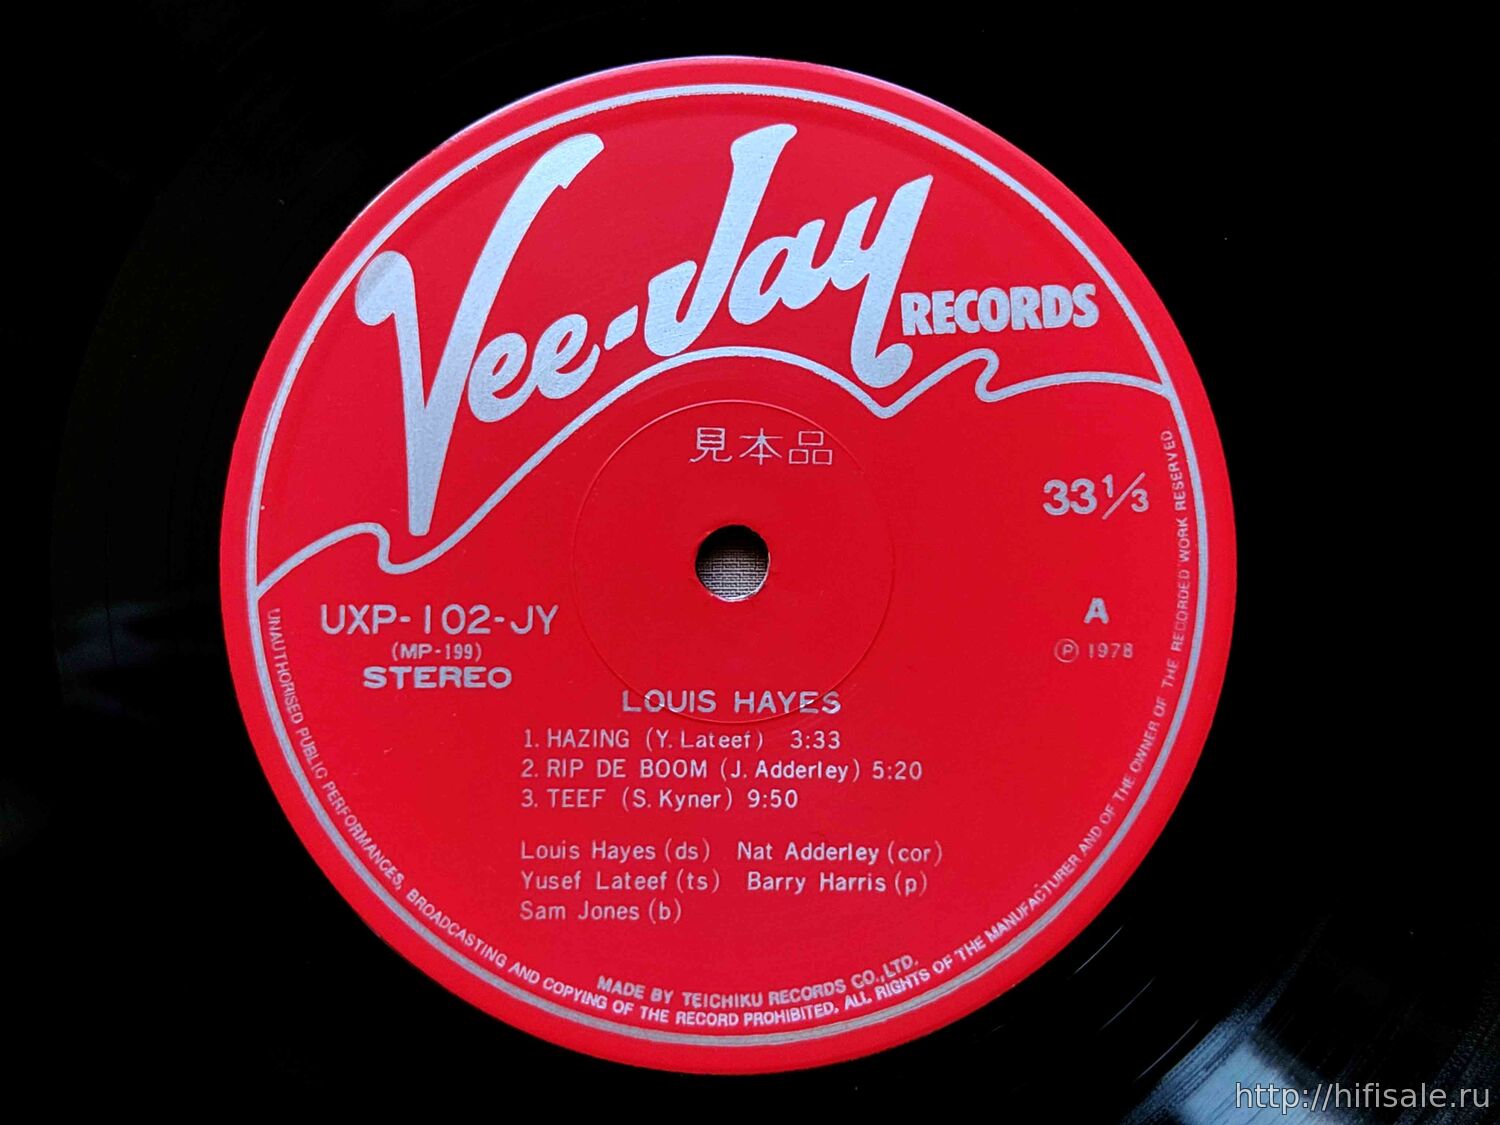 Vee-Jay
RECORDS
見本品
33 1/3
UXP-102-JY
(MP-199)
STEREO
A
Ⓟ 1978
LOUIS HAYES
1. HAZING (Y. Lateef) 3:33
2. RIP DE BOOM (J. Adderley) 5:20
3. TEEF (S. Kyner) 9:50
Louis Hayes (ds) Nat Adderley (cor)
Yusef Lateef (ts) Barry Harris (p)
Sam Jones (b)
MADE BY TEICHIKU RECORDS CO., LTD.
UNAUTHORISED PUBLIC PERFORMANCES, BROADCASTING AND COPYING OF THE RECORD PROHIBITED. ALL RIGHTS OF THE MANUFACTURER AND OF THE OWNER OF THE RECORDED WORK RESERVED
http://hifisale.ru